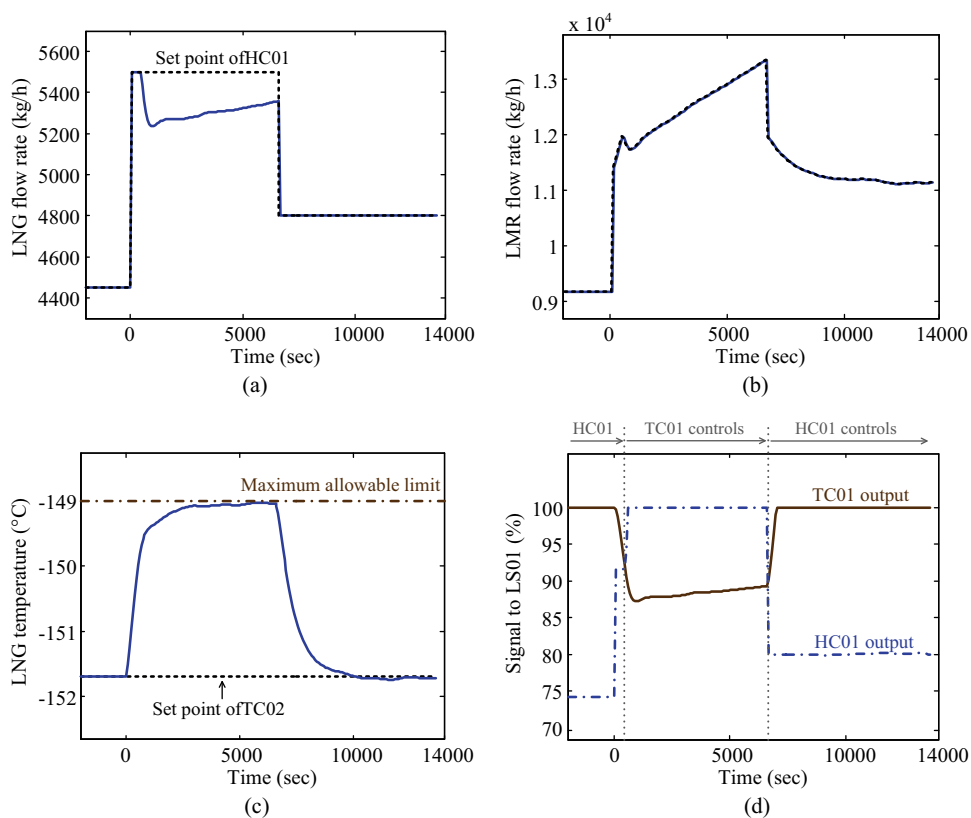 Set point ofHC01
LNG flow rate (kg/h)
5600
5400
5200
5000
4800
4600
4400
0
5000
10000
14000
Time (sec)
(a)
x 10⁴
LMR flow rate (kg/h)
1.3
1.2
1.1
1
0.9
0
5000
10000
14000
Time (sec)
(b)
Maximum allowable limit
LNG temperature (°C)
-149
-150
-151
-152
Set point ofTC02
0
5000
10000
14000
Time (sec)
(c)
HC01
TC01 controls
HC01 controls
TC01 output
HC01 output
Signal to LS01 (%)
100
95
90
85
80
75
70
0
5000
10000
14000
Time (sec)
(d)